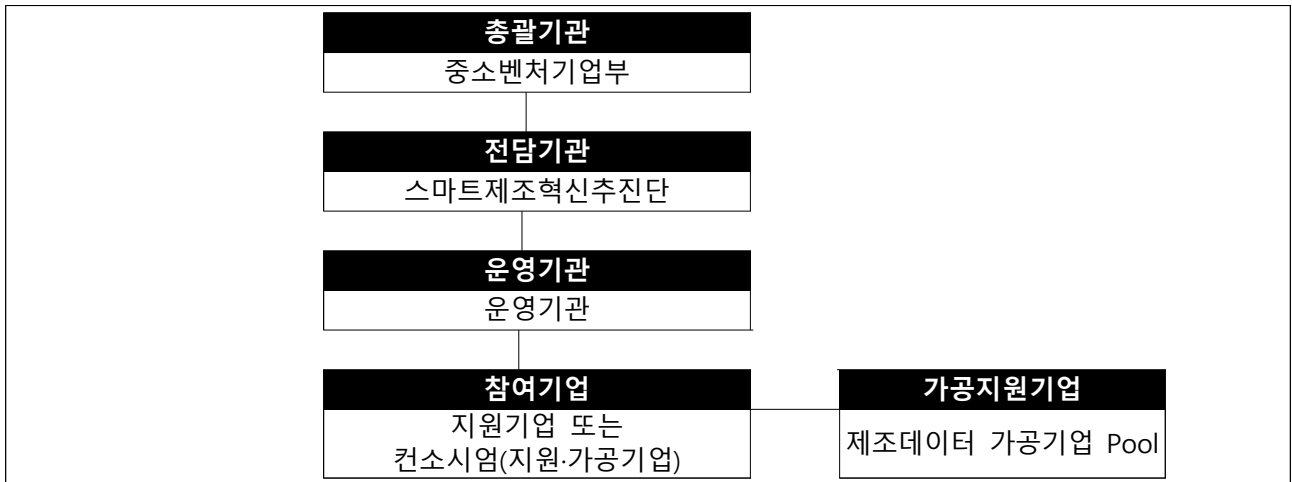 총괄기관
중소벤처기업부
전담기관
스마트제조혁신추진단
운영기관
운영기관
참여기업
지원기업 또는
컨소시엄(지원·가공기업)
가공지원기업
제조데이터 가공기업 Pool